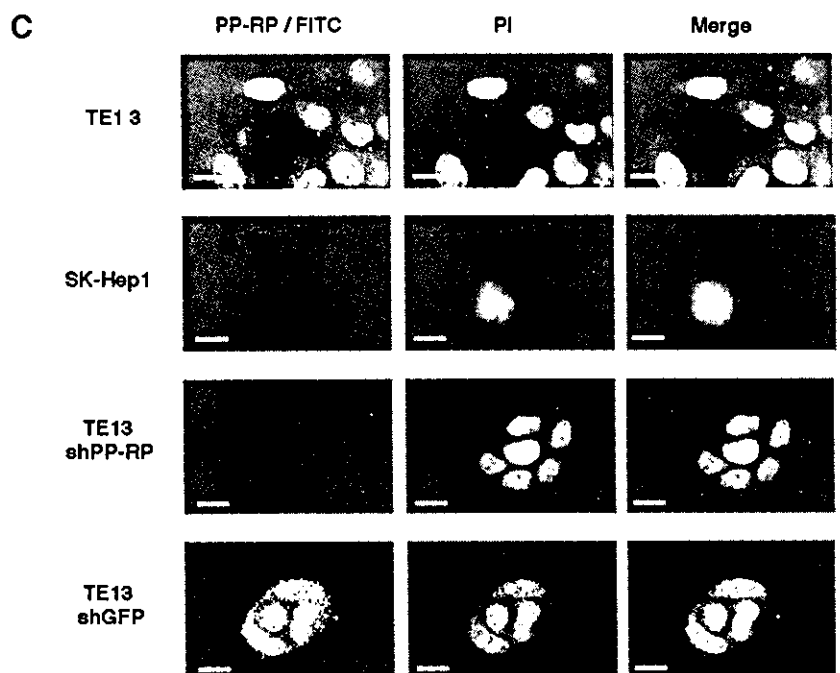 C
PP-RP / FITC PI Merge
TE1 3
SK-Hep1
TE13
shPP-RP
TE13
shGFP